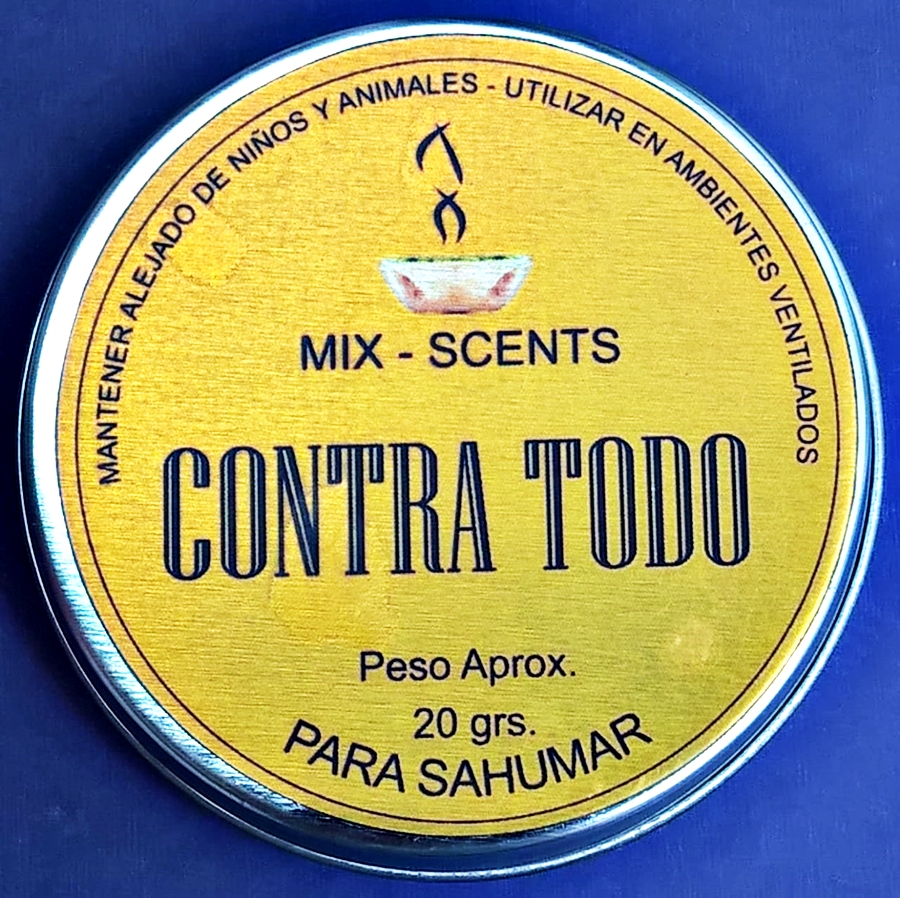 MANTENER ALEJADO DE NIÑOS Y ANIMALES - UTILIZAR EN AMBIENTES VENTILADOS
MIX - SCENTS
CONTRA TODO
Peso Aprox.
20 grs.
PARA SAHUMAR